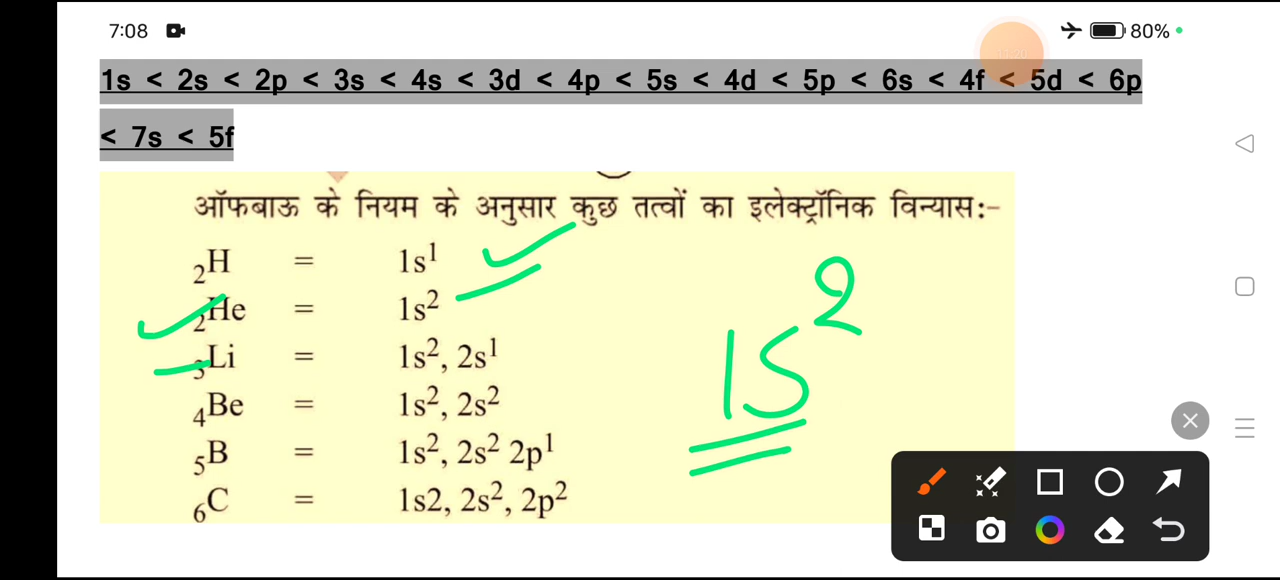 7:08 80%
1s < 2s < 2p < 3s < 4s < 3d < 4p < 5s < 4d < 5p < 6s < 4f < 5d < 6p
< 7s < 5f
ऑफबाऊ के नियम के अनुसार कुछ तत्वों का इलेक्ट्रॉनिक विन्यास:-
₂H = 1s¹
₂He = 1s²
₃Li = 1s², 2s¹
₄Be = 1s², 2s²
₅B = 1s², 2s² 2p¹
₆C = 1s2, 2s², 2p²
1S²